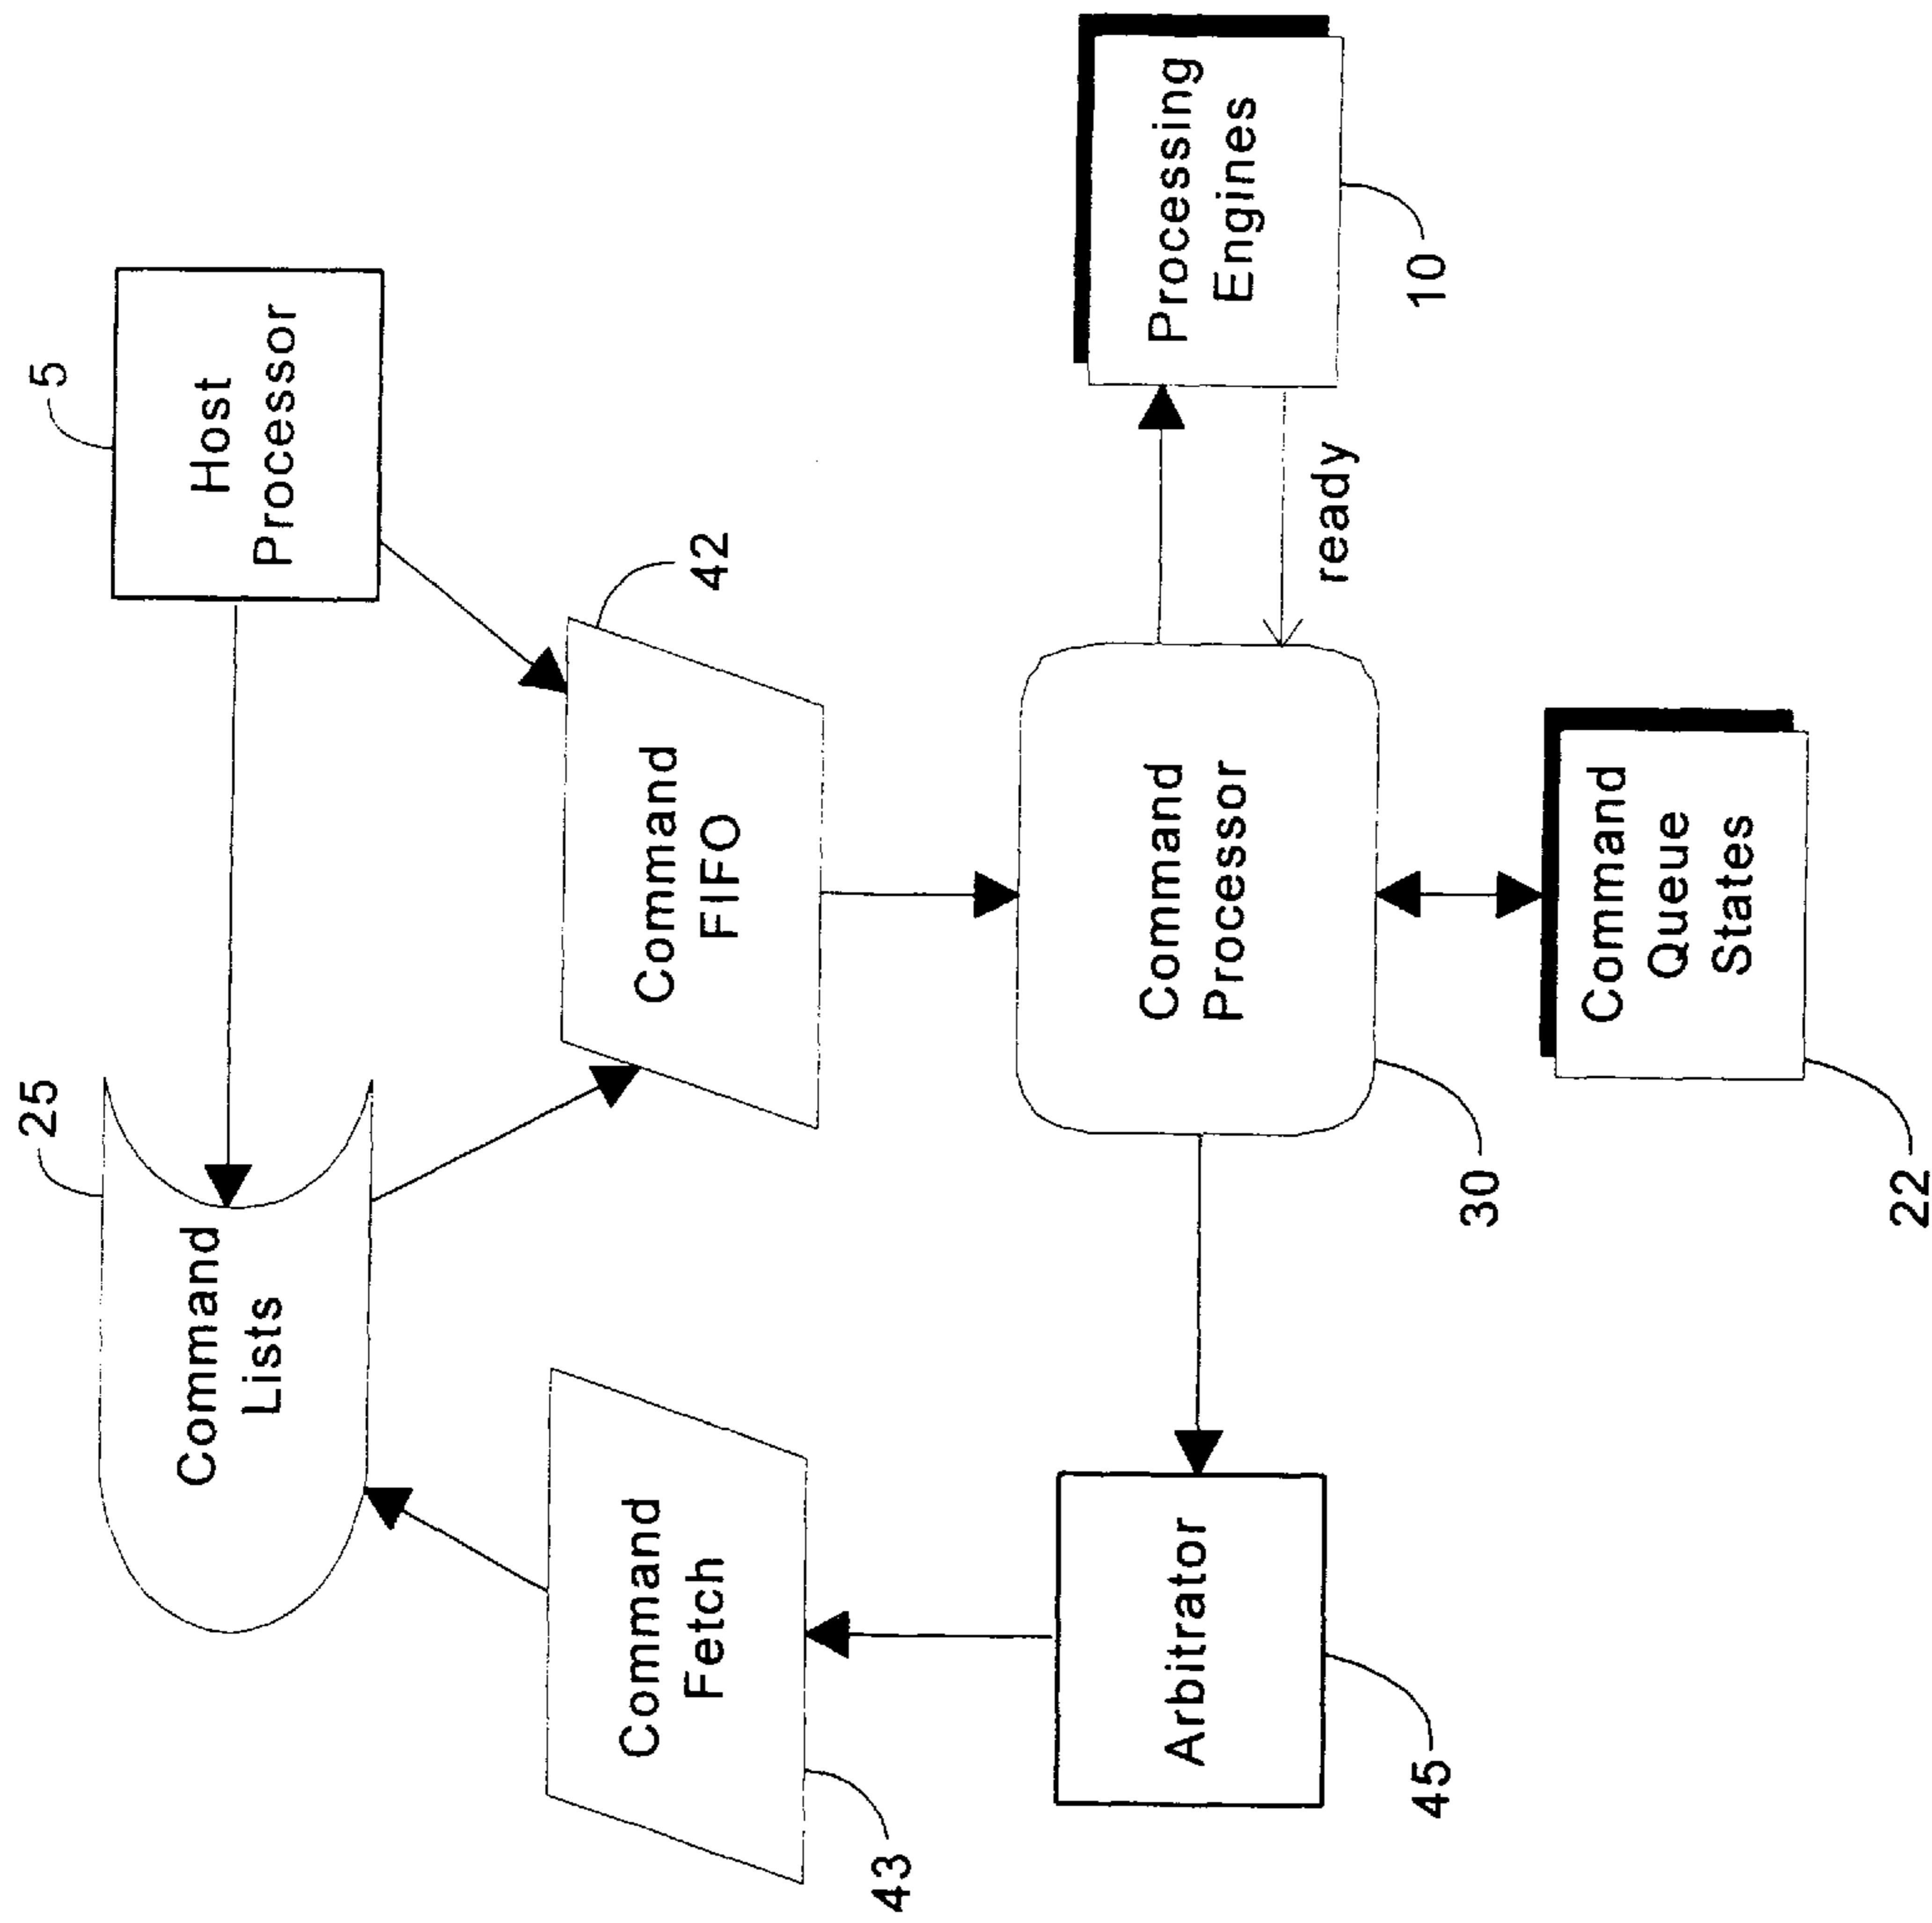 25
5
Command
Lists
Host
Processor
Command
Fetch
Command
FIFO
42
43
Arbitrator
Command
Processor
Processing
Engines
ready
45
30
10
Command
Queue
States
22